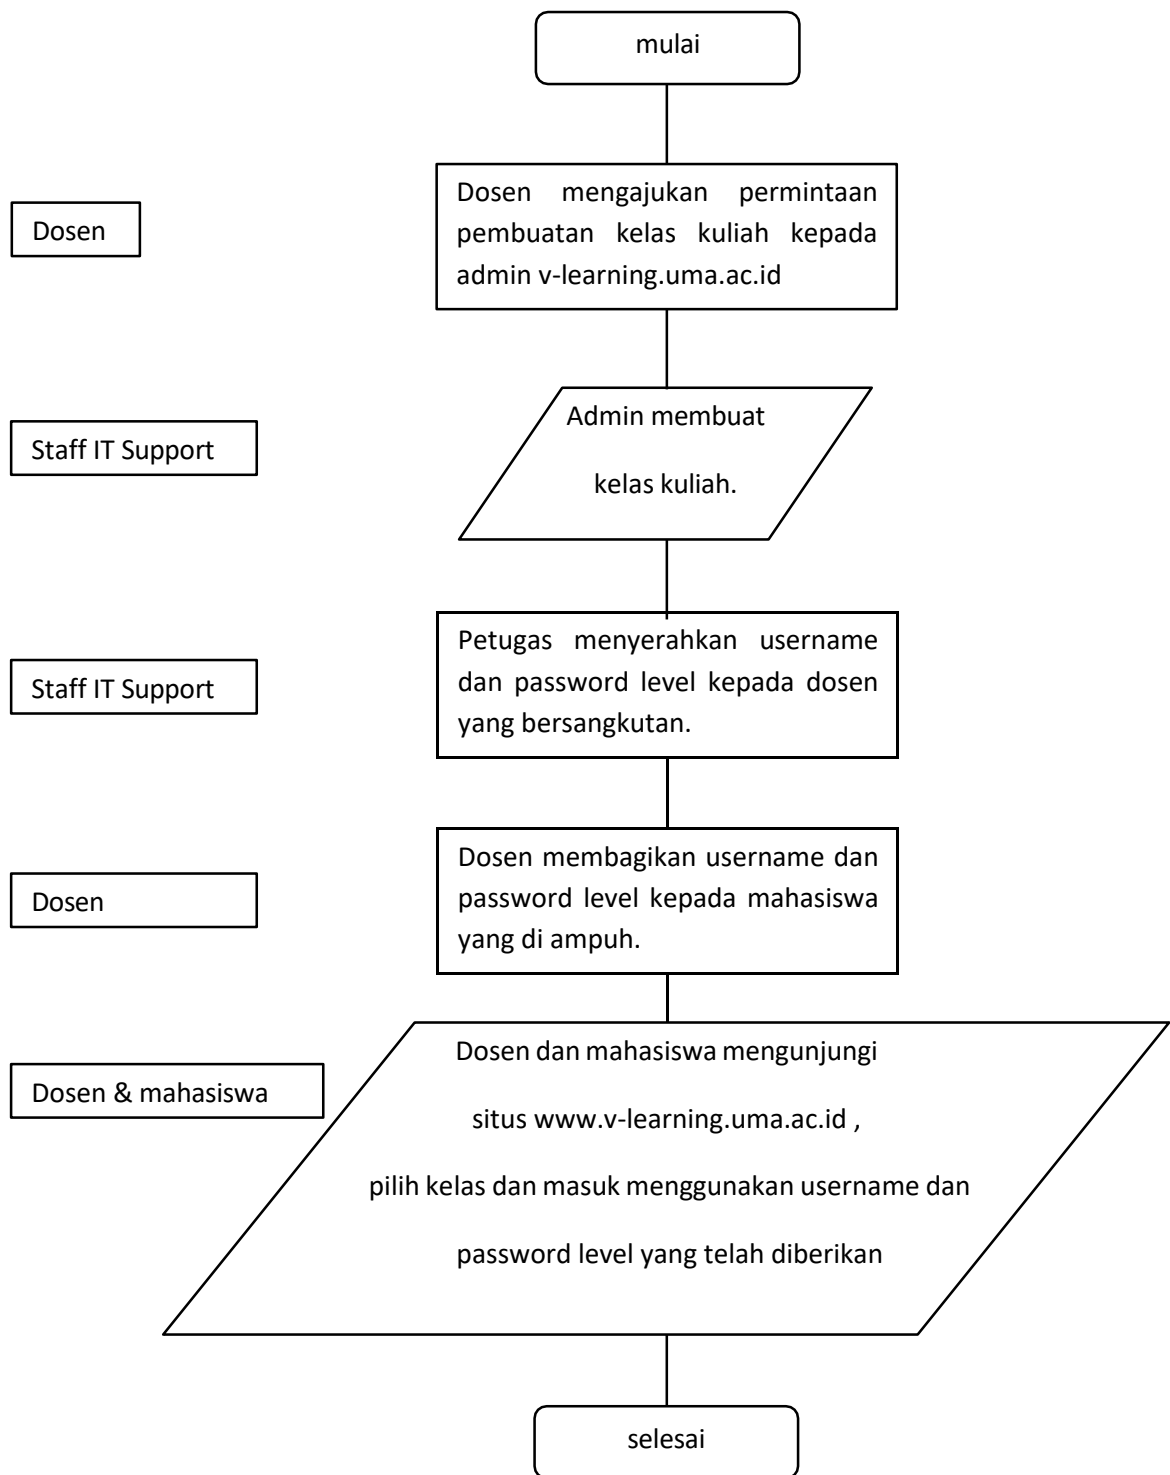 mulai
Dosen
Dosen mengajukan permintaan
pembuatan kelas kuliah kepada
admin v-learning.uma.ac.id
Staff IT Support
Admin membuat
kelas kuliah.
Staff IT Support
Petugas menyerahkan username
dan password level kepada dosen
yang bersangkutan.
Dosen
Dosen membagikan username dan
password level kepada mahasiswa
yang di ampuh.
Dosen & mahasiswa
Dosen dan mahasiswa mengunjungi
situs www.v-learning.uma.ac.id ,
pilih kelas dan masuk menggunakan username dan
password level yang telah diberikan
selesai